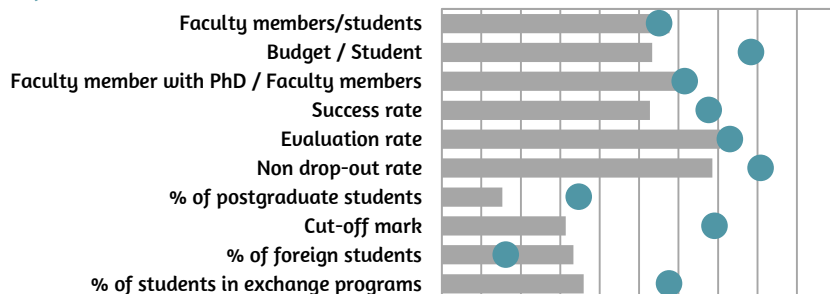 Faculty members/students
Budget / Student
Faculty member with PhD / Faculty members
Success rate
Evaluation rate
Non drop-out rate
% of postgraduate students
Cut-off mark
% of foreign students
% of students in exchange programs